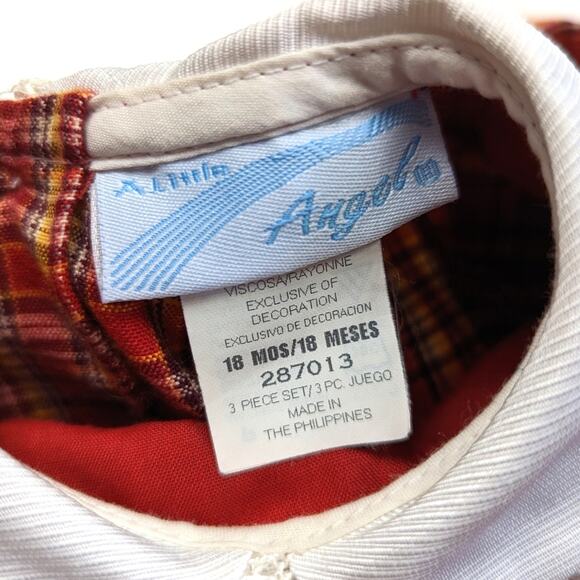 A Little
Angel
VISCOSA/RAYONNE
EXCLUSIVE OF
DECORATION
EXCLUSIVO DE DECORACION
18 MOS/18 MESES
287013
3 PIECE SET/3 PC. JUEGO
MADE IN
THE PHILIPPINES